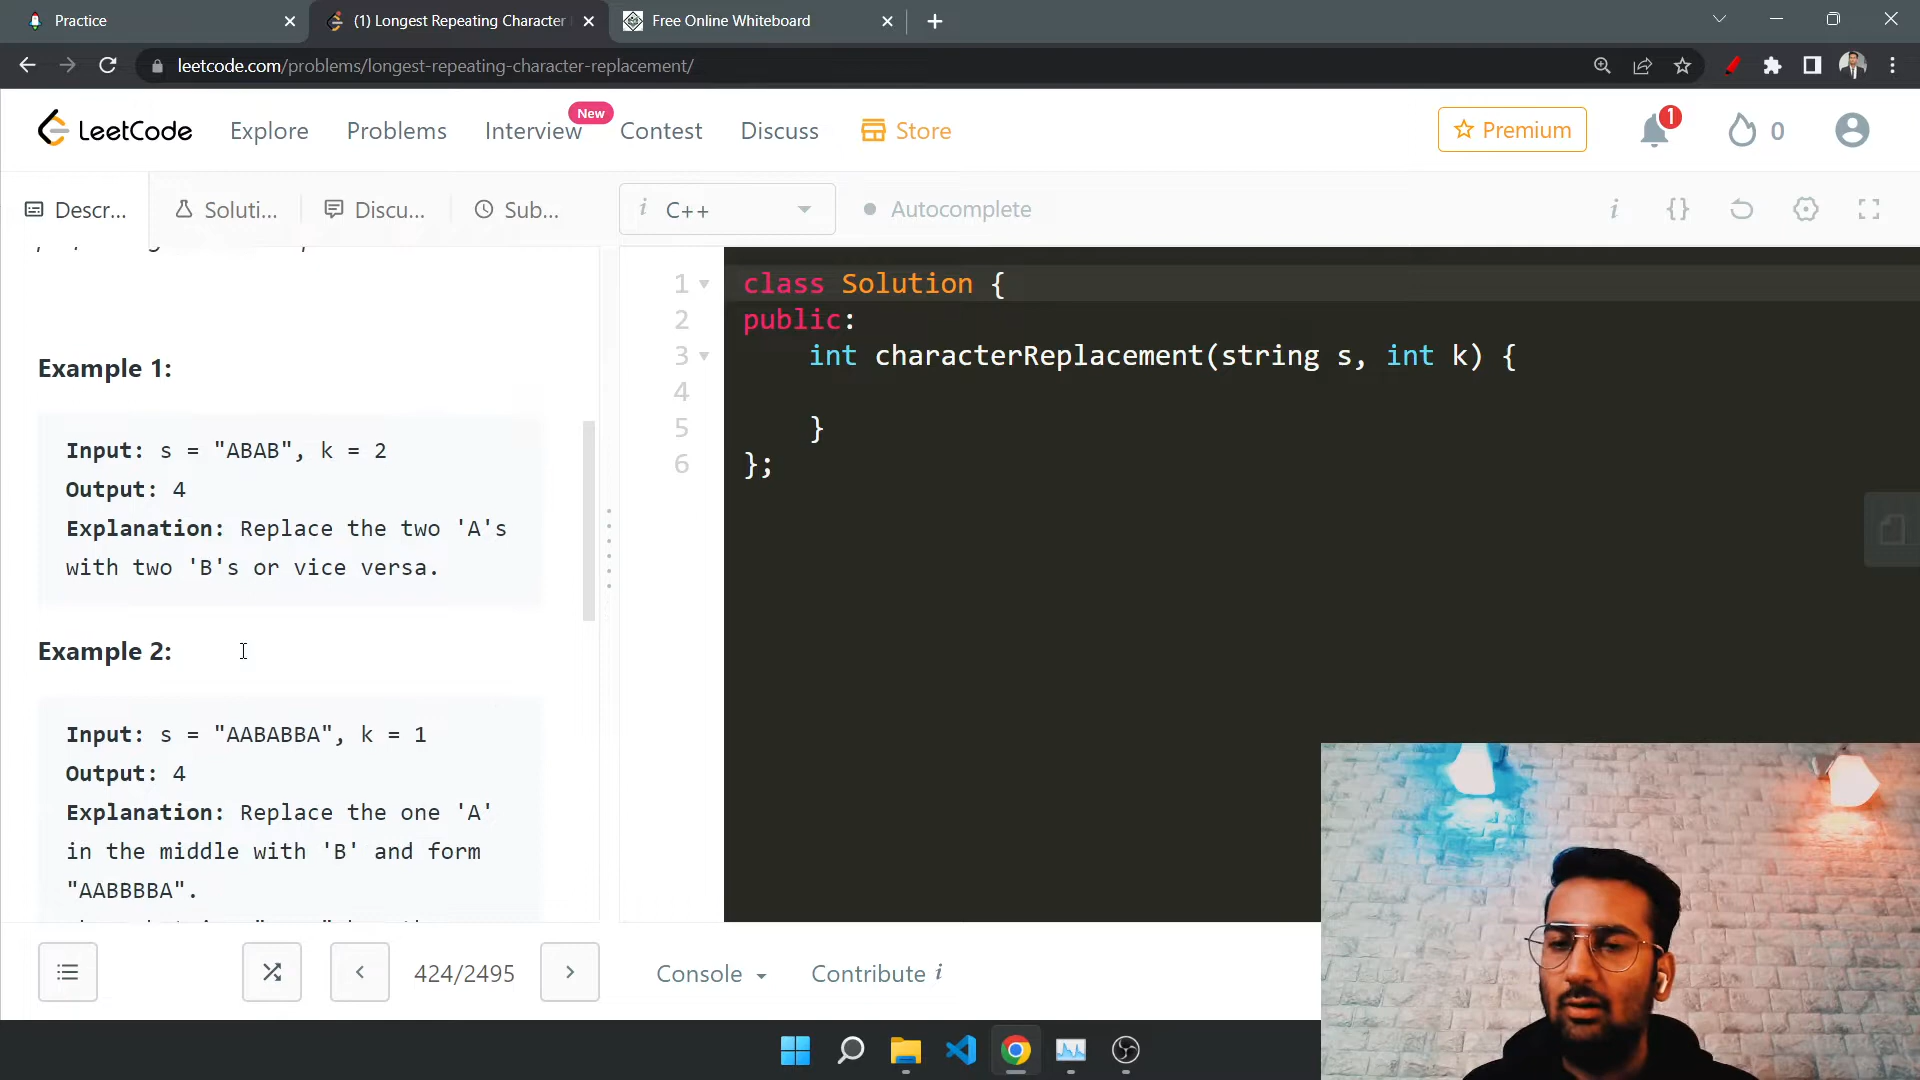 Practice
(1) Longest Repeating Character
Free Online Whiteboard
leetcode.com/problems/longest-repeating-character-replacement/
LeetCode
Explore
Problems
Interview
New
Contest
Discuss
Store
Premium
1
0
Descr...
Soluti...
Discu...
Sub...
i C++
Autocomplete
i
{}
Example 1:
Input: s = "ABAB", k = 2
Output: 4
Explanation: Replace the two 'A's
with two 'B's or vice versa.
Example 2:
Input: s = "AABABBA", k = 1
Output: 4
Explanation: Replace the one 'A'
in the middle with 'B' and form
"AABBBBA".
1 class Solution {
2 public:
3 int characterReplacement(string s, int k) {
4
5 }
6 };
424/2495
Console
Contribute i